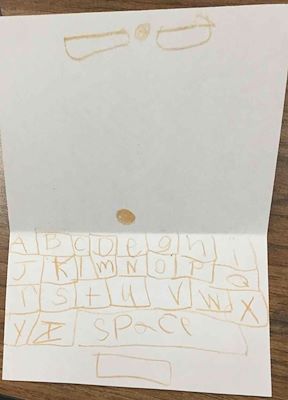 A B C D e g h i
J K l m N O P Q
r S t u v w X
y Z space